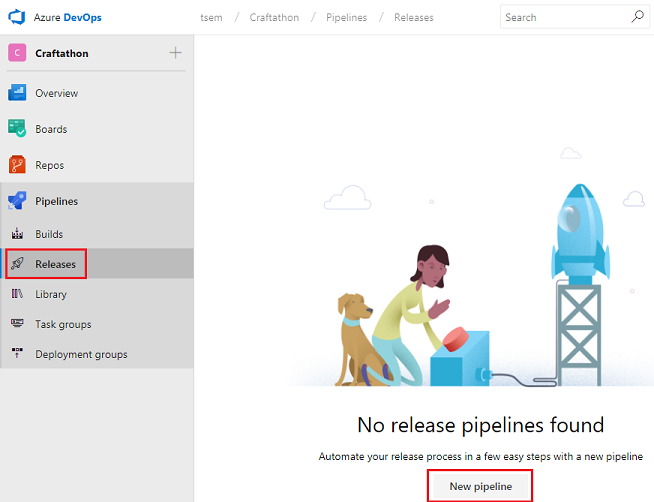 Azure DevOps
tsem / Craftathon / Pipelines / Releases
Search
C Craftathon
Overview
Boards
Repos
Pipelines
Builds
Releases
Library
Task groups
Deployment groups
No release pipelines found
Automate your release process in a few easy steps with a new pipeline
New pipeline